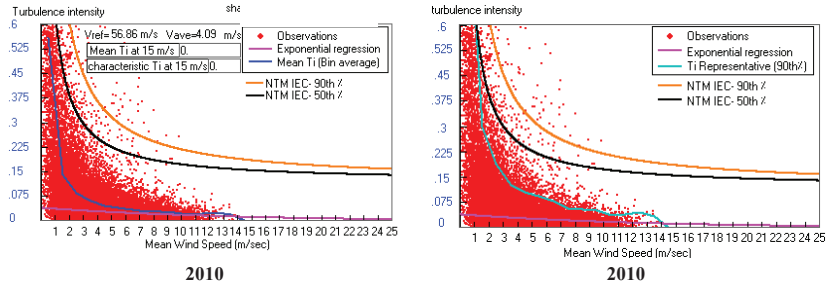 Turbulence intensity
sha
Vref= 56.86 m/s Vave=4.09 m/s
Mean Ti at 15 m/s 0.
characteristic Ti at 15 m/s 0.
Observations
Exponential regression
Mean Ti (Bin average)
NTM IEC- 90th %
NTM IEC- 50th %
.6
.525
.45
.375
.3
.225
.15
.075
0
1 2 3 4 5 6 7 8 9 10 11 12 13 14 15 16 17 18 19 20 21 22 23 24 25
Mean Wind Speed (m/sec)
2010
turbulence intensity
Observations
Exponential regression
Ti Representative (90th%)
NTM IEC- 90th %
NTM IEC- 50th %
.6
.525
.45
.375
.3
.225
.15
.075
0
1 2 3 4 5 6 7 8 9 10 11 12 13 14 15 16 17 18 19 20 21 22 23 24 25
Mean Wind Speed (m/sec)
2010